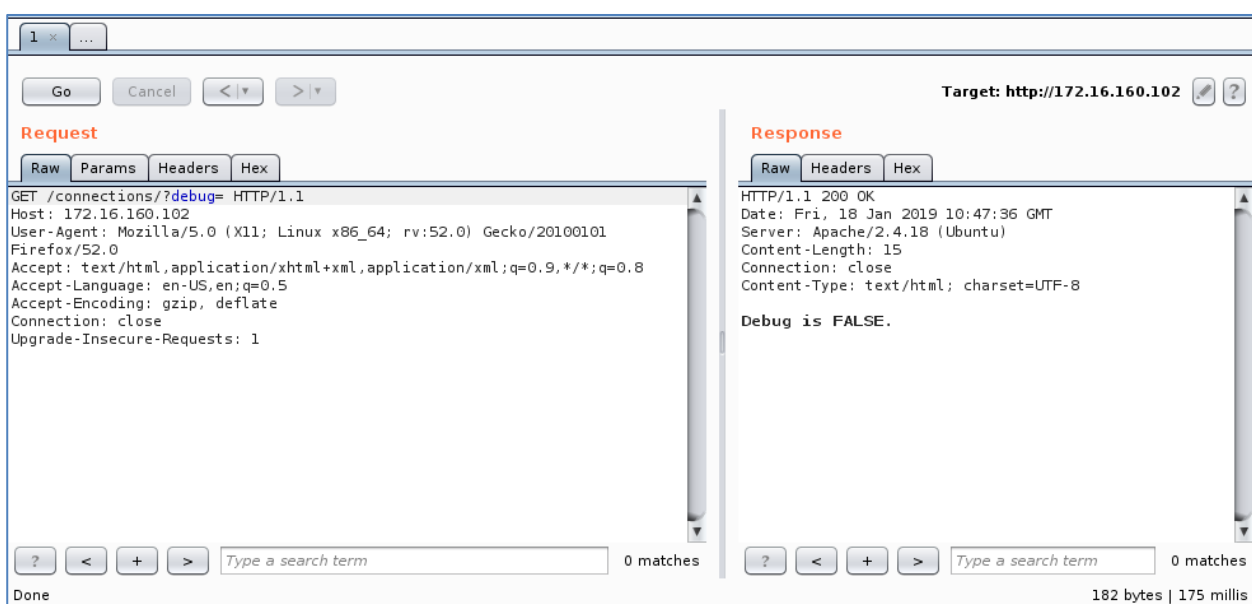 1 × ...
Go Cancel < | ▾ > | ▾ Target: http://172.16.160.102 ?
Request
Raw Params Headers Hex
GET /connections/?debug= HTTP/1.1
Host: 172.16.160.102
User-Agent: Mozilla/5.0 (X11; Linux x86_64; rv:52.0) Gecko/20100101
Firefox/52.0
Accept: text/html,application/xhtml+xml,application/xml;q=0.9,*/*;q=0.8
Accept-Language: en-US,en;q=0.5
Accept-Encoding: gzip, deflate
Connection: close
Upgrade-Insecure-Requests: 1
? < + > Type a search term 0 matches
Response
Raw Headers Hex
HTTP/1.1 200 OK
Date: Fri, 18 Jan 2019 10:47:36 GMT
Server: Apache/2.4.18 (Ubuntu)
Content-Length: 15
Connection: close
Content-Type: text/html; charset=UTF-8
Debug is FALSE.
? < + > Type a search term 0 matches
Done 182 bytes | 175 millis